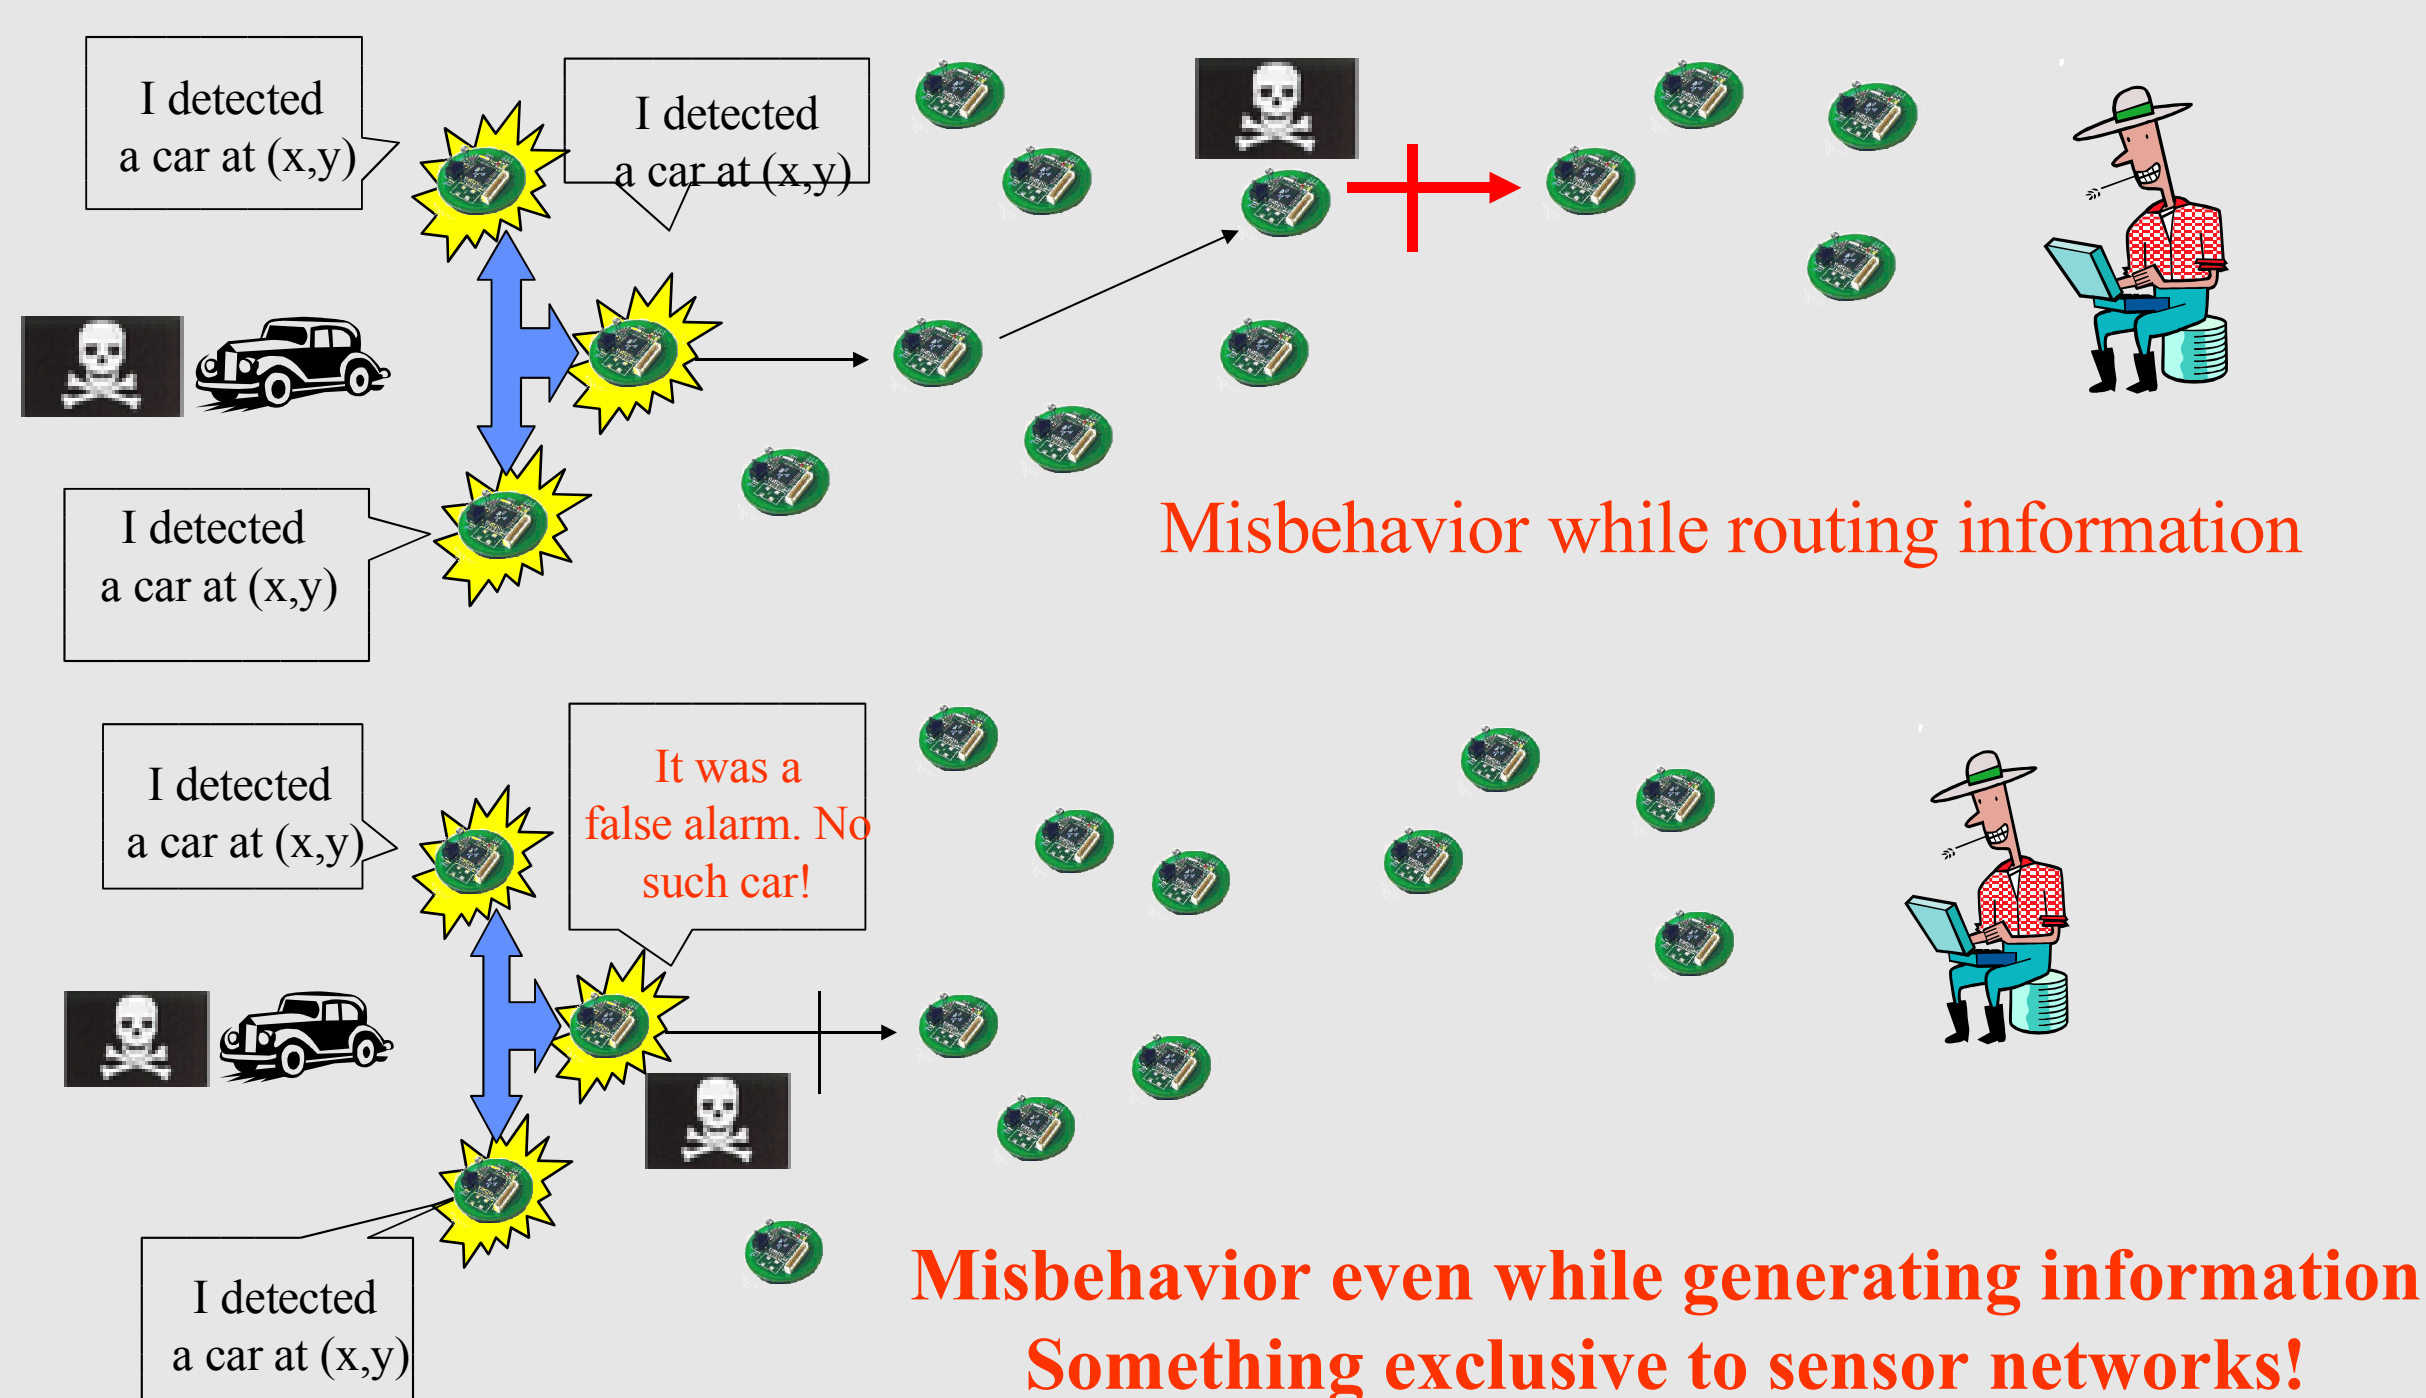 I detected
a car at (x,y)
I detected
a car at (x,y)
I detected
a car at (x,y)
Misbehavior while routing information
I detected
a car at (x,y)
It was a
false alarm. No
such car!
I detected
a car at (x,y)
Misbehavior even while generating information
Something exclusive to sensor networks!